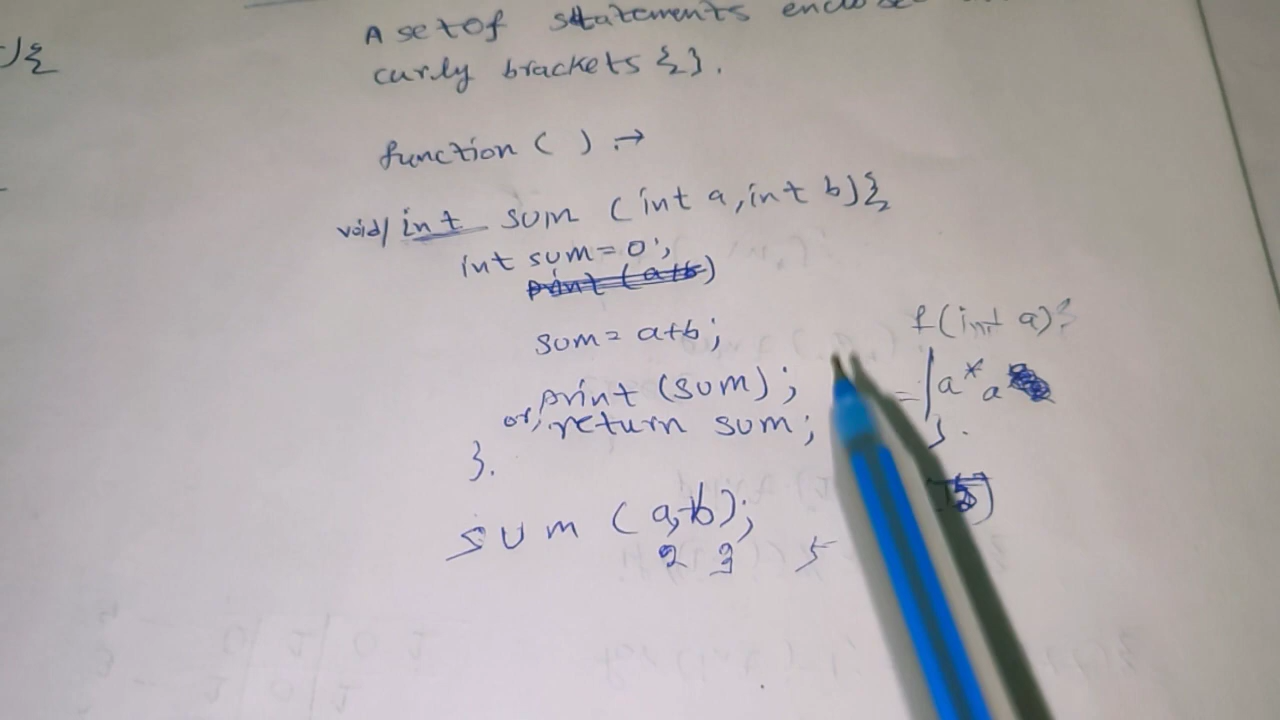 A set of statements
curly brackets {}.
function ( ) :→
void/ int sum (int a, int b) {
int sum = 0;
print (a+b)
sum = a+b;
print (sum);
or, return sum;
}.
sum (a, b);
2 3 5
f(int a) {
= a * a
}.